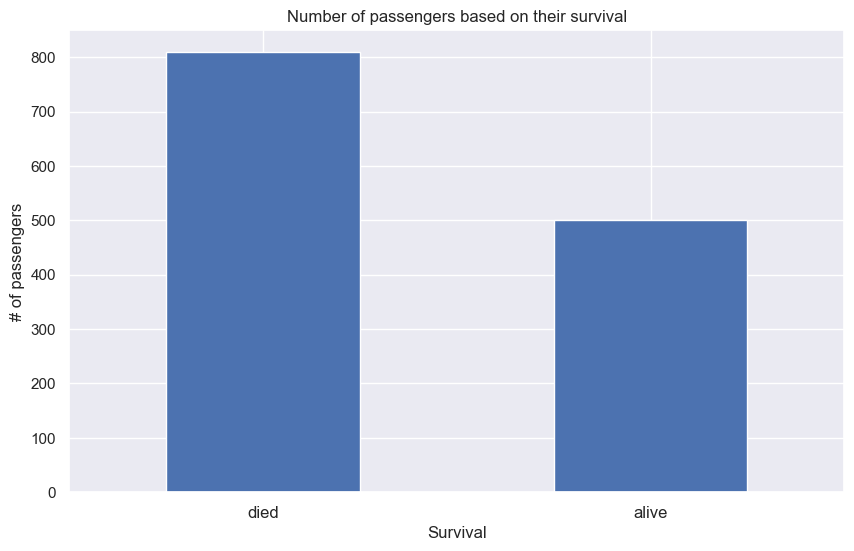 Number of passengers based on their survival
800
700
600
500
400
300
200
100
0
# of passengers
died
alive
Survival